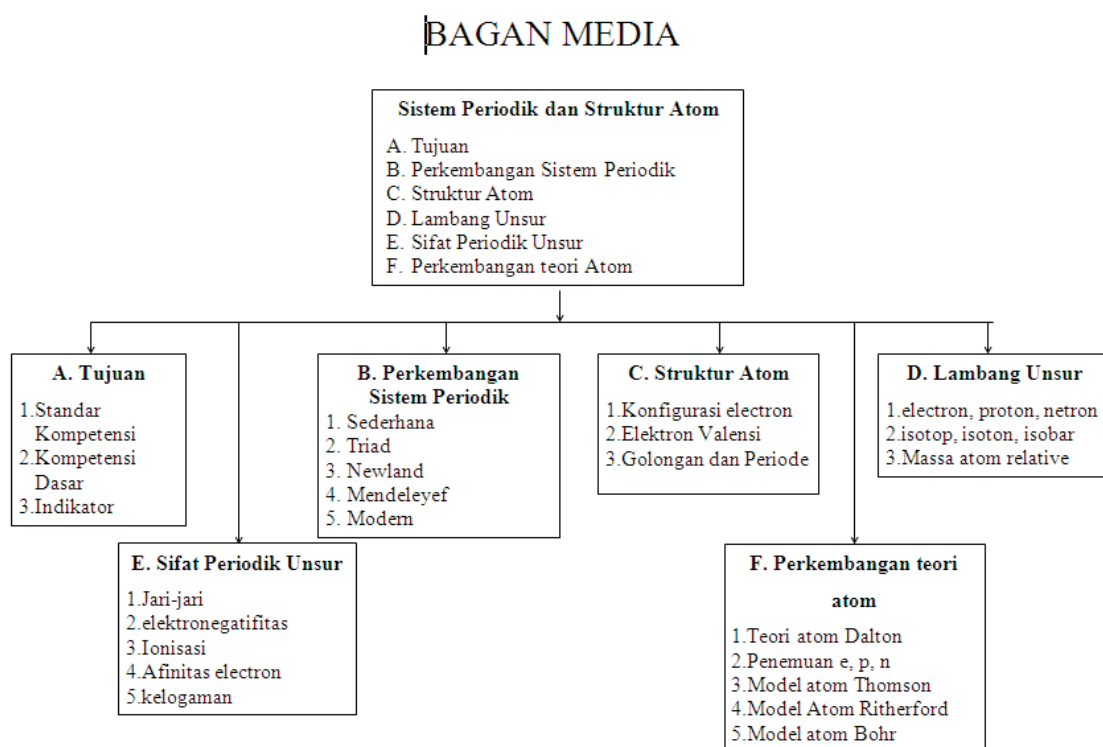 BAGAN MEDIA
Sistem Periodik dan Struktur Atom
A. Tujuan
B. Perkembangan Sistem Periodik
C. Struktur Atom
D. Lambang Unsur
E. Sifat Periodik Unsur
F. Perkembangan teori Atom
A. Tujuan
1.Standar
Kompetensi
2.Kompetensi
Dasar
3.Indikator
B. Perkembangan
Sistem Periodik
1. Sederhana
2. Triad
3. Newland
4. Mendeleyef
5. Modern
C. Struktur Atom
1.Konfigurasi electron
2.Elektron Valensi
3.Golongan dan Periode
D. Lambang Unsur
1.electron, proton, netron
2.isotop, isoton, isobar
3.Massa atom relative
E. Sifat Periodik Unsur
1.Jari-jari
2.elektronegatifitas
3.Ionisasi
4.Afinitas electron
5.kelogaman
F. Perkembangan teori
atom
1.Teori atom Dalton
2.Penemuan e, p, n
3.Model atom Thomson
4.Model Atom Ritherford
5.Model atom Bohr